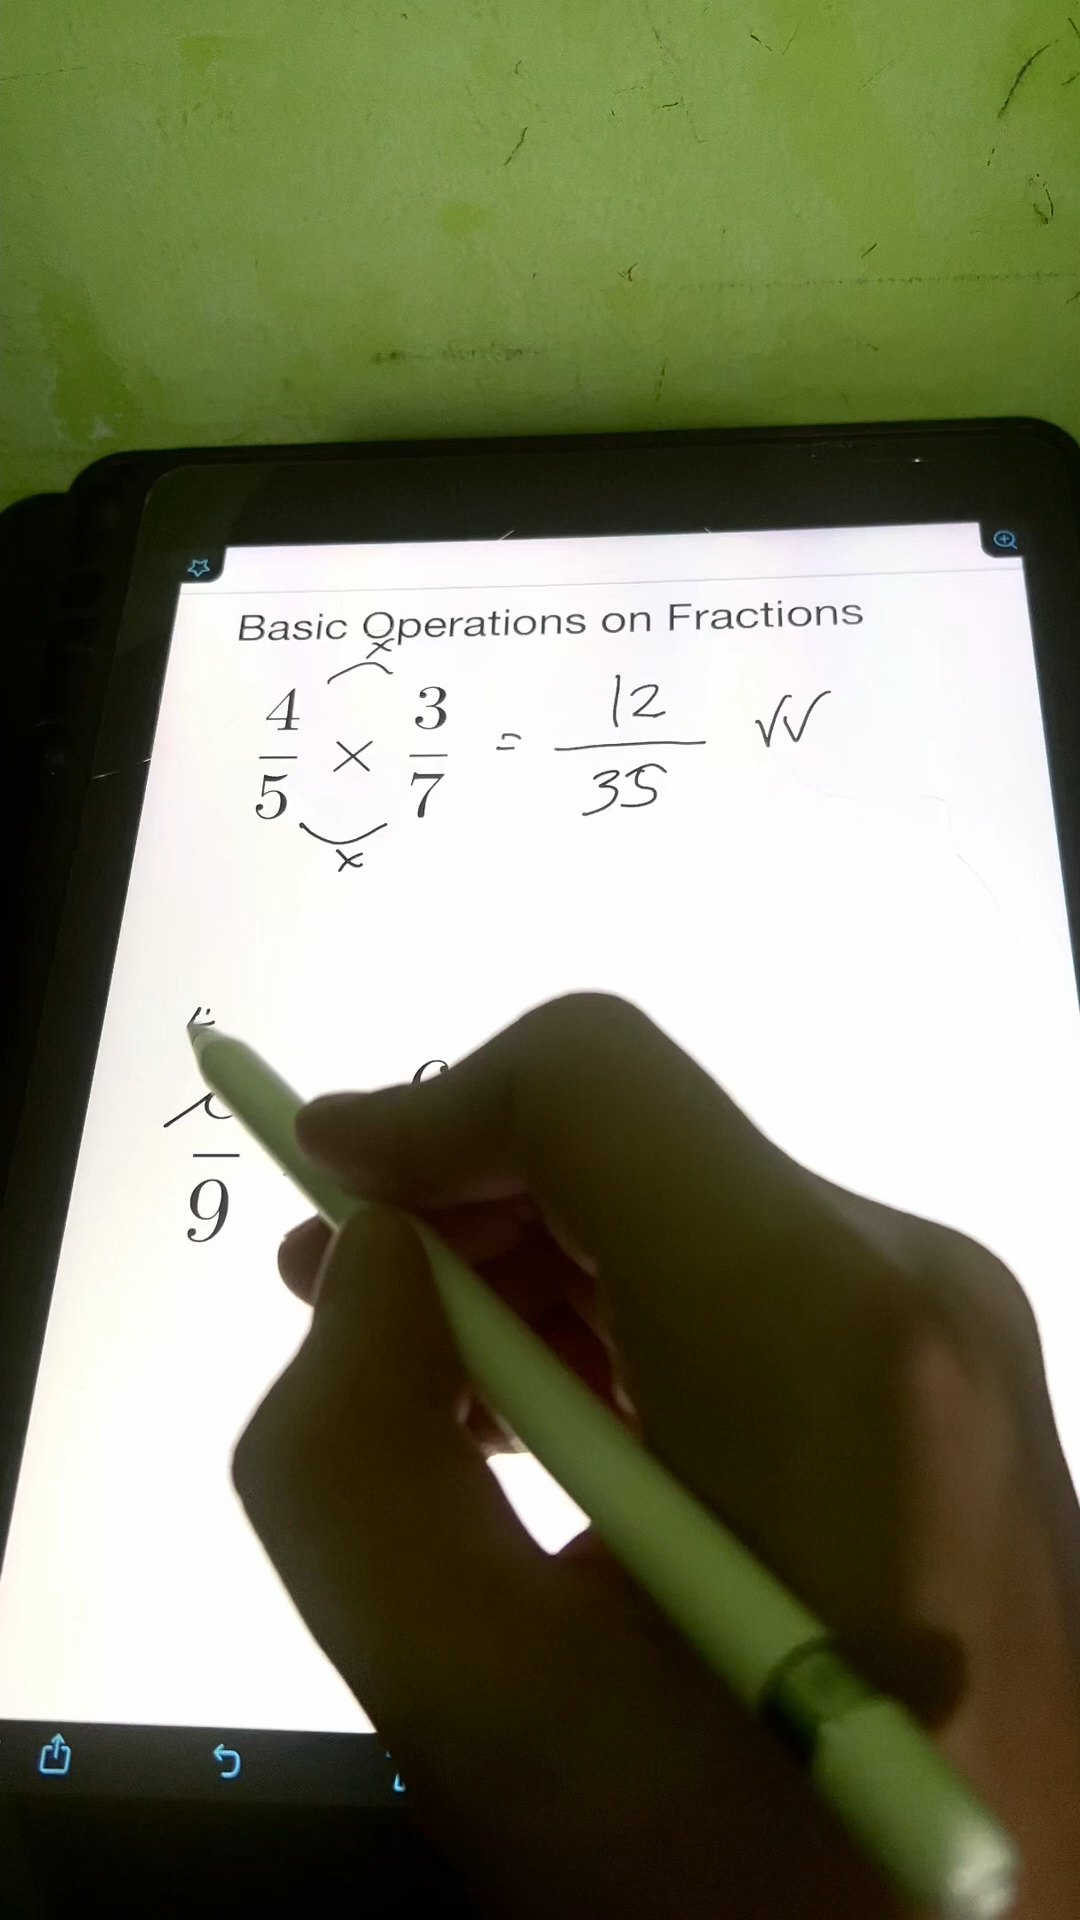 Basic Operations on Fractions
x
4/5 × 3/7 = 12/35 √√
x
9